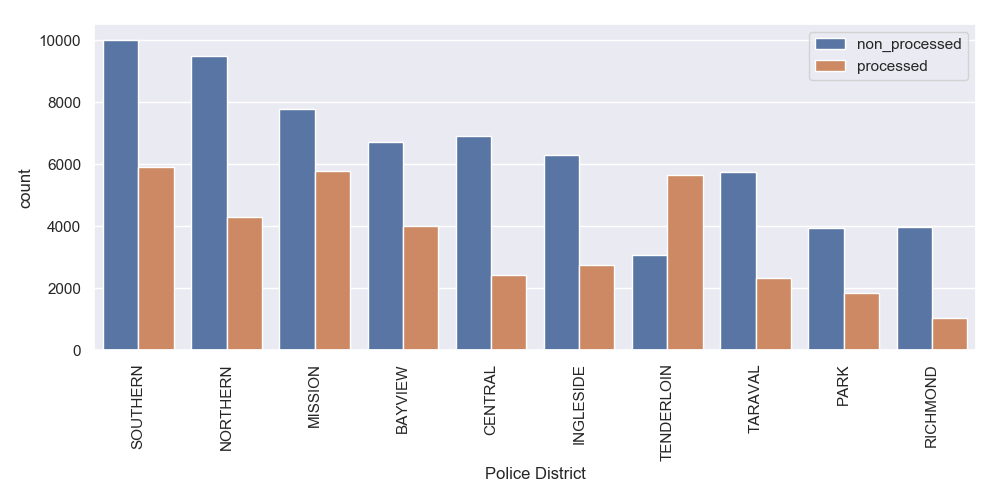 non_processed
processed
10000
8000
6000
4000
2000
0
count
SOUTHERN
NORTHERN
MISSION
BAYVIEW
CENTRAL
INGLESIDE
TENDERLOIN
TARAVAL
PARK
RICHMOND
Police District